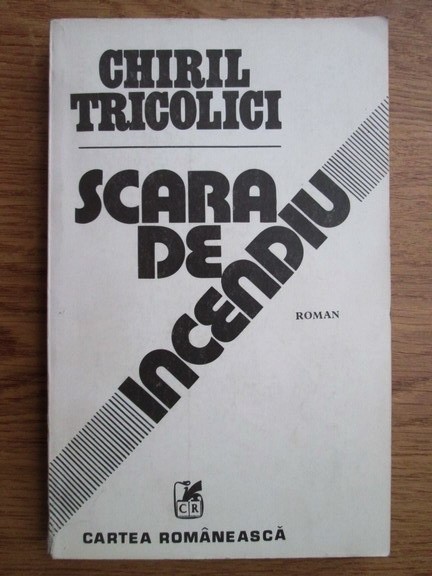 CHIRIL
TRICOLICI
SCARA
DE
INCENDIU
ROMAN
CR
CARTEA ROMÂNEASCĂ